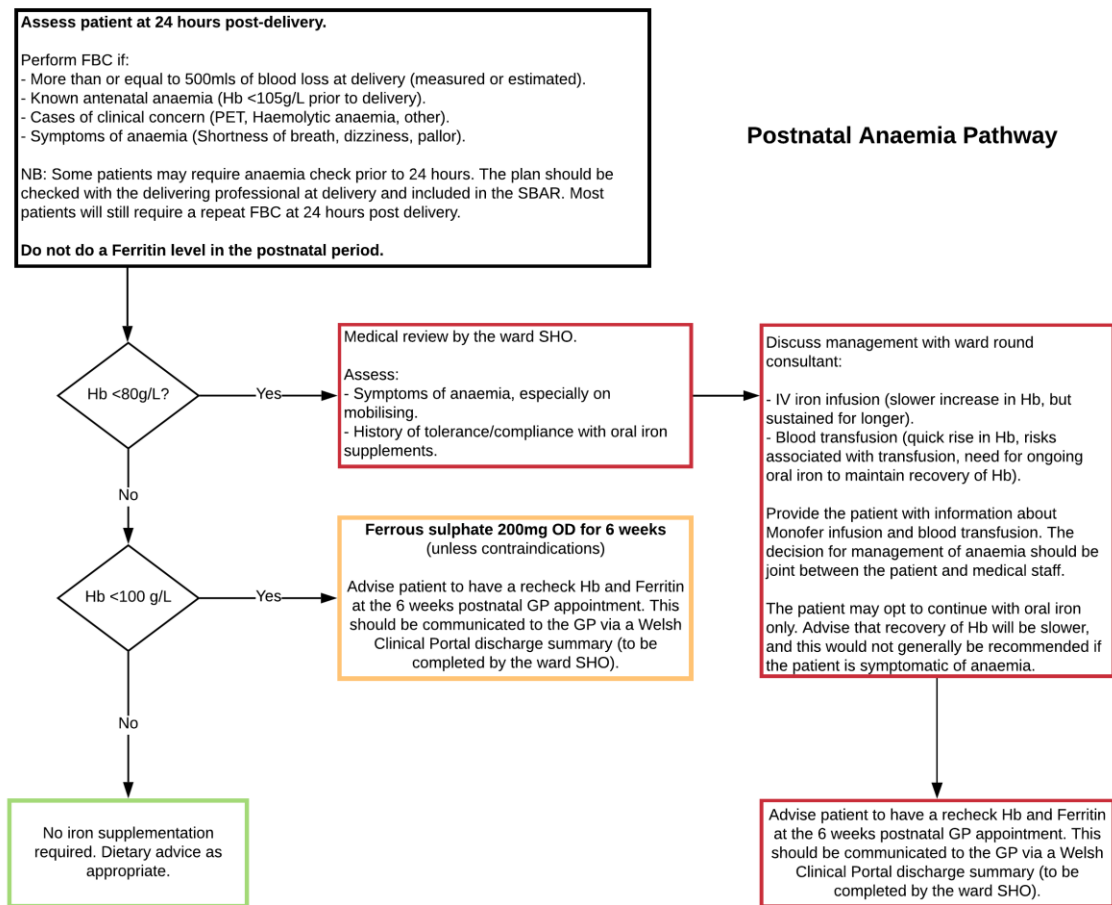 Assess patient at 24 hours post-delivery.
Perform FBC if:
- More than or equal to 500mls of blood loss at delivery (measured or estimated).
- Known antenatal anaemia (Hb <105g/L prior to delivery).
- Cases of clinical concern (PET, Haemolytic anaemia, other).
- Symptoms of anaemia (Shortness of breath, dizziness, pallor).
NB: Some patients may require anaemia check prior to 24 hours. The plan should be
checked with the delivering professional at delivery and included in the SBAR. Most
patients will still require a repeat FBC at 24 hours post delivery.
Do not do a Ferritin level in the postnatal period.
Postnatal Anaemia Pathway
Hb <80g/L?
Yes
Medical review by the ward SHO.
Assess:
- Symptoms of anaemia, especially on
mobilising.
- History of tolerance/compliance with oral iron
supplements.
Discuss management with ward round
consultant:
- IV iron infusion (slower increase in Hb, but
sustained for longer).
- Blood transfusion (quick rise in Hb, risks
associated with transfusion, need for ongoing
oral iron to maintain recovery of Hb).
Provide the patient with information about
Monofer infusion and blood transfusion. The
decision for management of anaemia should be
joint between the patient and medical staff.
The patient may opt to continue with oral iron
only. Advise that recovery of Hb will be slower,
and this would not generally be recommended if
the patient is symptomatic of anaemia.
No
Hb <100 g/L
Yes
Ferrous sulphate 200mg OD for 6 weeks
(unless contraindications)
Advise patient to have a recheck Hb and Ferritin
at the 6 weeks postnatal GP appointment. This
should be communicated to the GP via a Welsh
Clinical Portal discharge summary (to be
completed by the ward SHO).
No
No iron supplementation
required. Dietary advice as
appropriate.
Advise patient to have a recheck Hb and Ferritin
at the 6 weeks postnatal GP appointment. This
should be communicated to the GP via a Welsh
Clinical Portal discharge summary (to be
completed by the ward SHO).